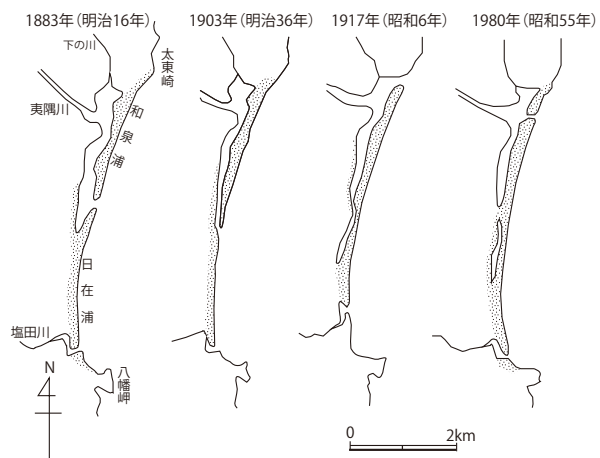 1883年（明治16年）
1903年（明治36年）
1917年（昭和6年）
1980年（昭和55年）
下の川
太東崎
夷隅川
和泉浦
日在浦
塩田川
八幡岬
N
0
2km